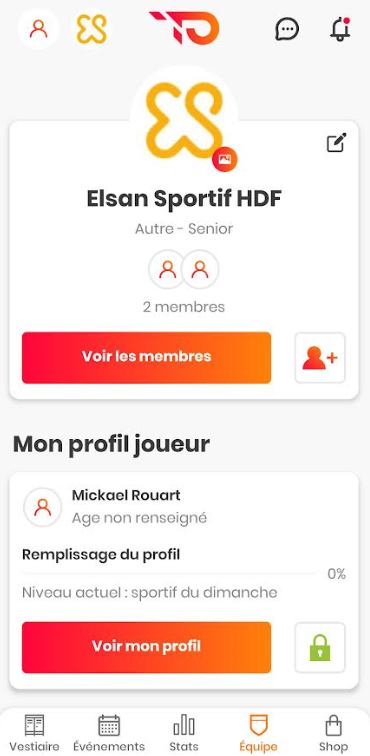 Elsan Sportif HDF
Autre - Senior
2 membres
Voir les membres
Mon profil joueur
Mickael Rouart
Age non renseigné
Remplissage du profil
0%
Niveau actuel : sportif du dimanche
Voir mon profil
Vestiaire Événements Stats Équipe Shop